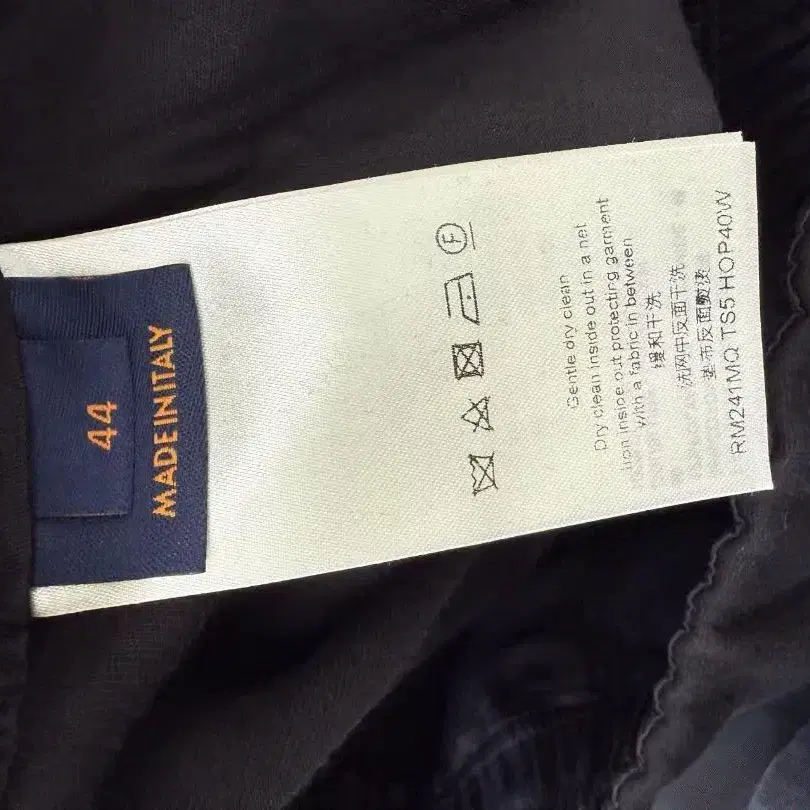 44
MADE IN ITALY
F
Gentle dry clean
Dry clean inside out in a net
Iron inside out protecting garment
with a fabric in between
缓和干洗
洗网中反面干洗
垫布反面熨烫
RM241MQ TS5 HOP40W